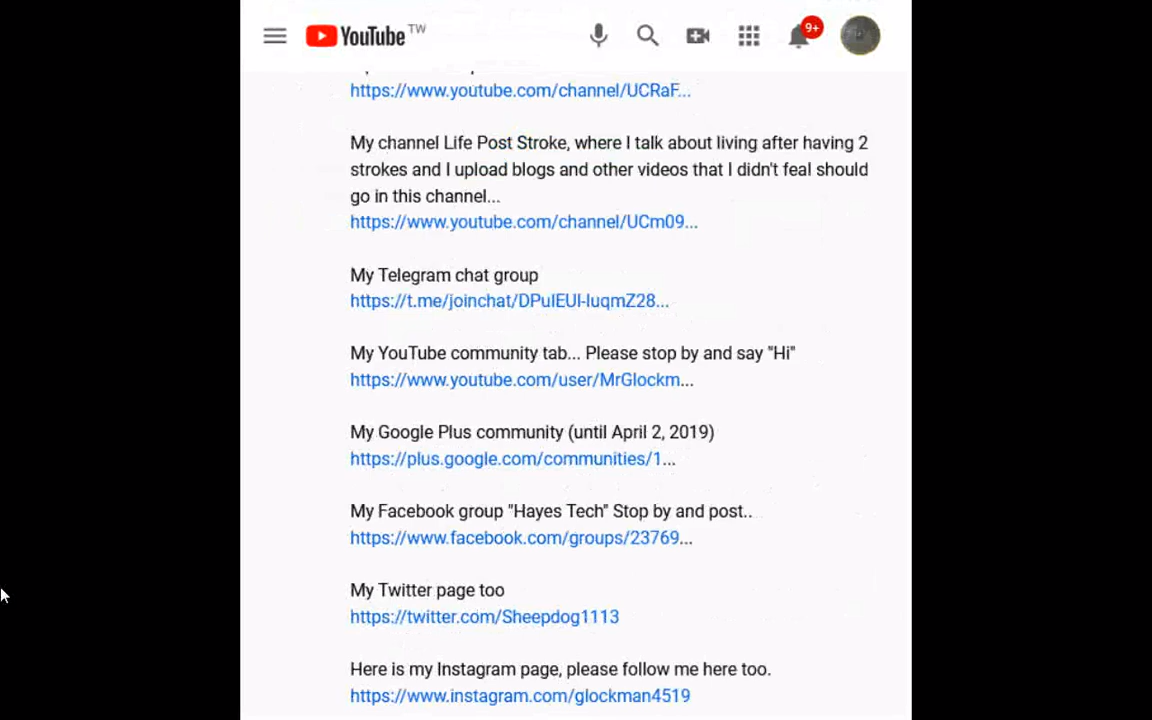 YouTube TW
9+
https://www.youtube.com/channel/UCRaF...
My channel Life Post Stroke, where I talk about living after having 2
strokes and I upload blogs and other videos that I didn't feal should
go in this channel...
https://www.youtube.com/channel/UCm09...
My Telegram chat group
https://t.me/joinchat/DPulEUl-luqmZ28...
My YouTube community tab... Please stop by and say "Hi"
https://www.youtube.com/user/MrGlockm...
My Google Plus community (until April 2, 2019)
https://plus.google.com/communities/1...
My Facebook group "Hayes Tech" Stop by and post..
https://www.facebook.com/groups/23769...
My Twitter page too
https://twitter.com/Sheepdog1113
Here is my Instagram page, please follow me here too.
https://www.instagram.com/glockman4519